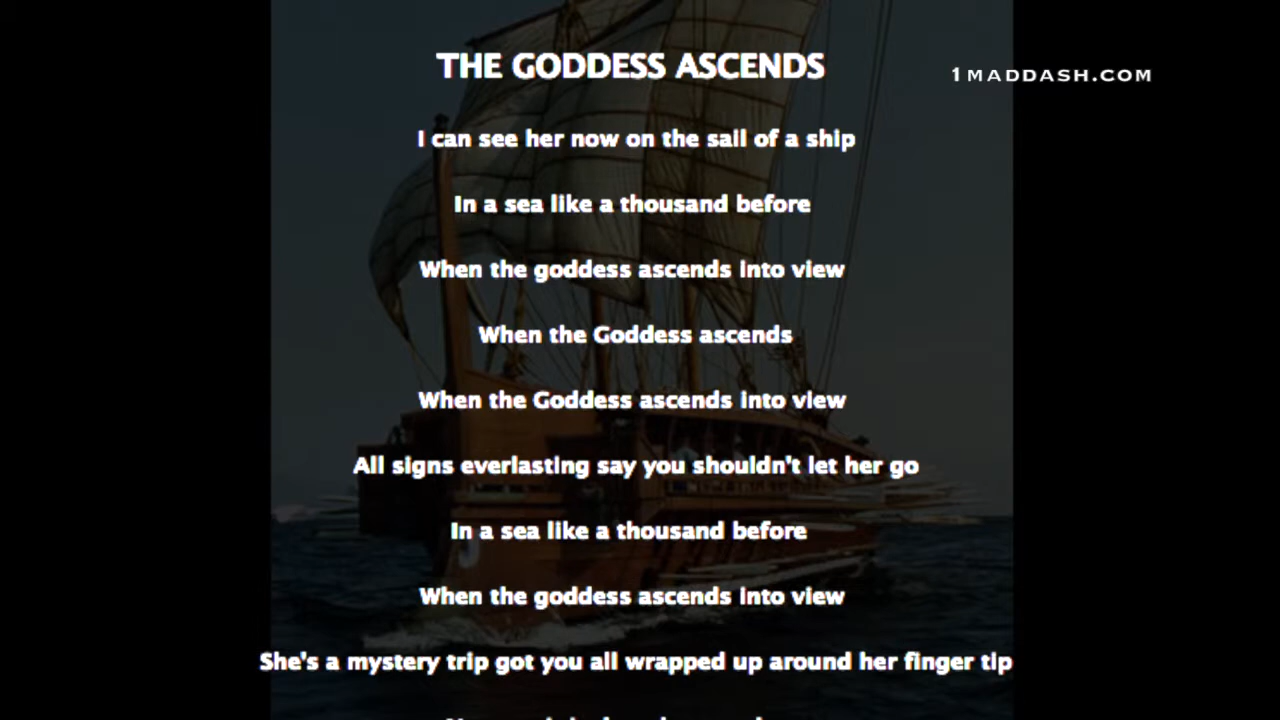 THE GODDESS ASCENDS
1MADDASH.COM
I can see her now on the sail of a ship
In a sea like a thousand before
When the goddess ascends into view
When the Goddess ascends
When the Goddess ascends into view
All signs everlasting say you shouldn't let her go
In a sea like a thousand before
When the goddess ascends into view
She's a mystery trip got you all wrapped up around her finger tip